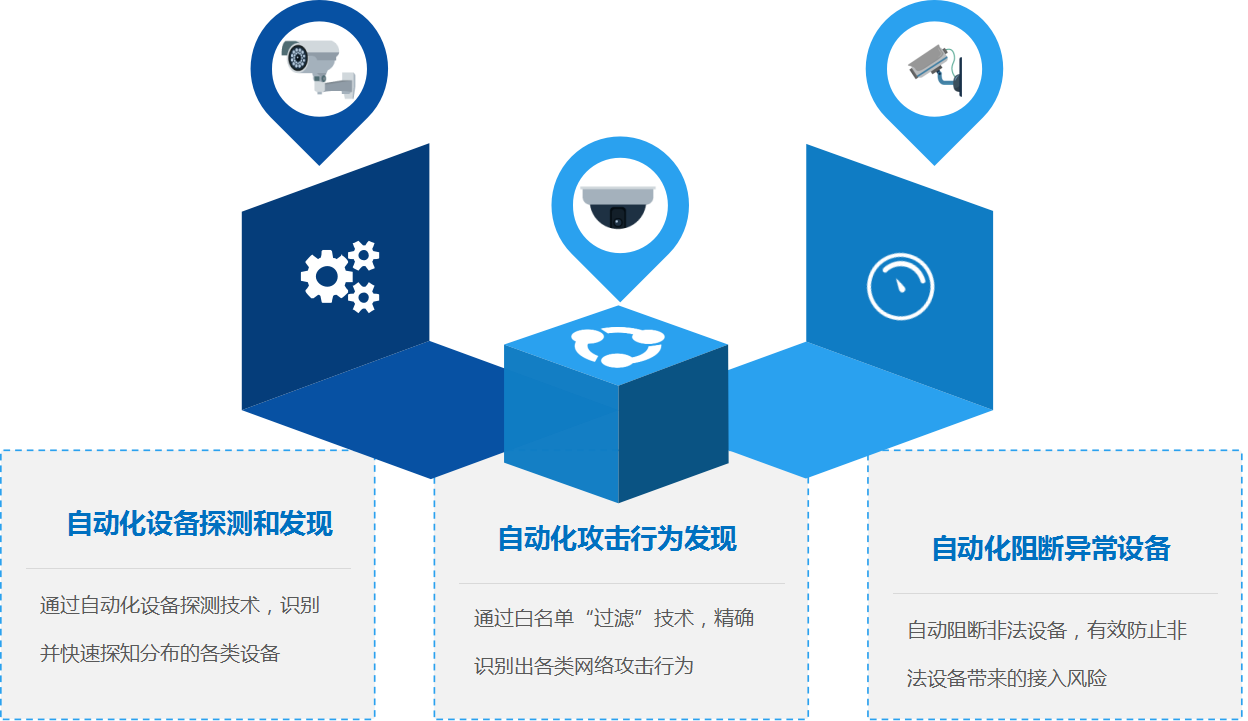 自动化设备探测和发现
通过自动化设备探测技术，识别
并快速探知分布的各类设备
自动化攻击行为发现
通过白名单“过滤”技术，精确
识别出各类网络攻击行为
自动化阻断异常设备
自动阻断非法设备，有效防止非
法设备带来的接入风险